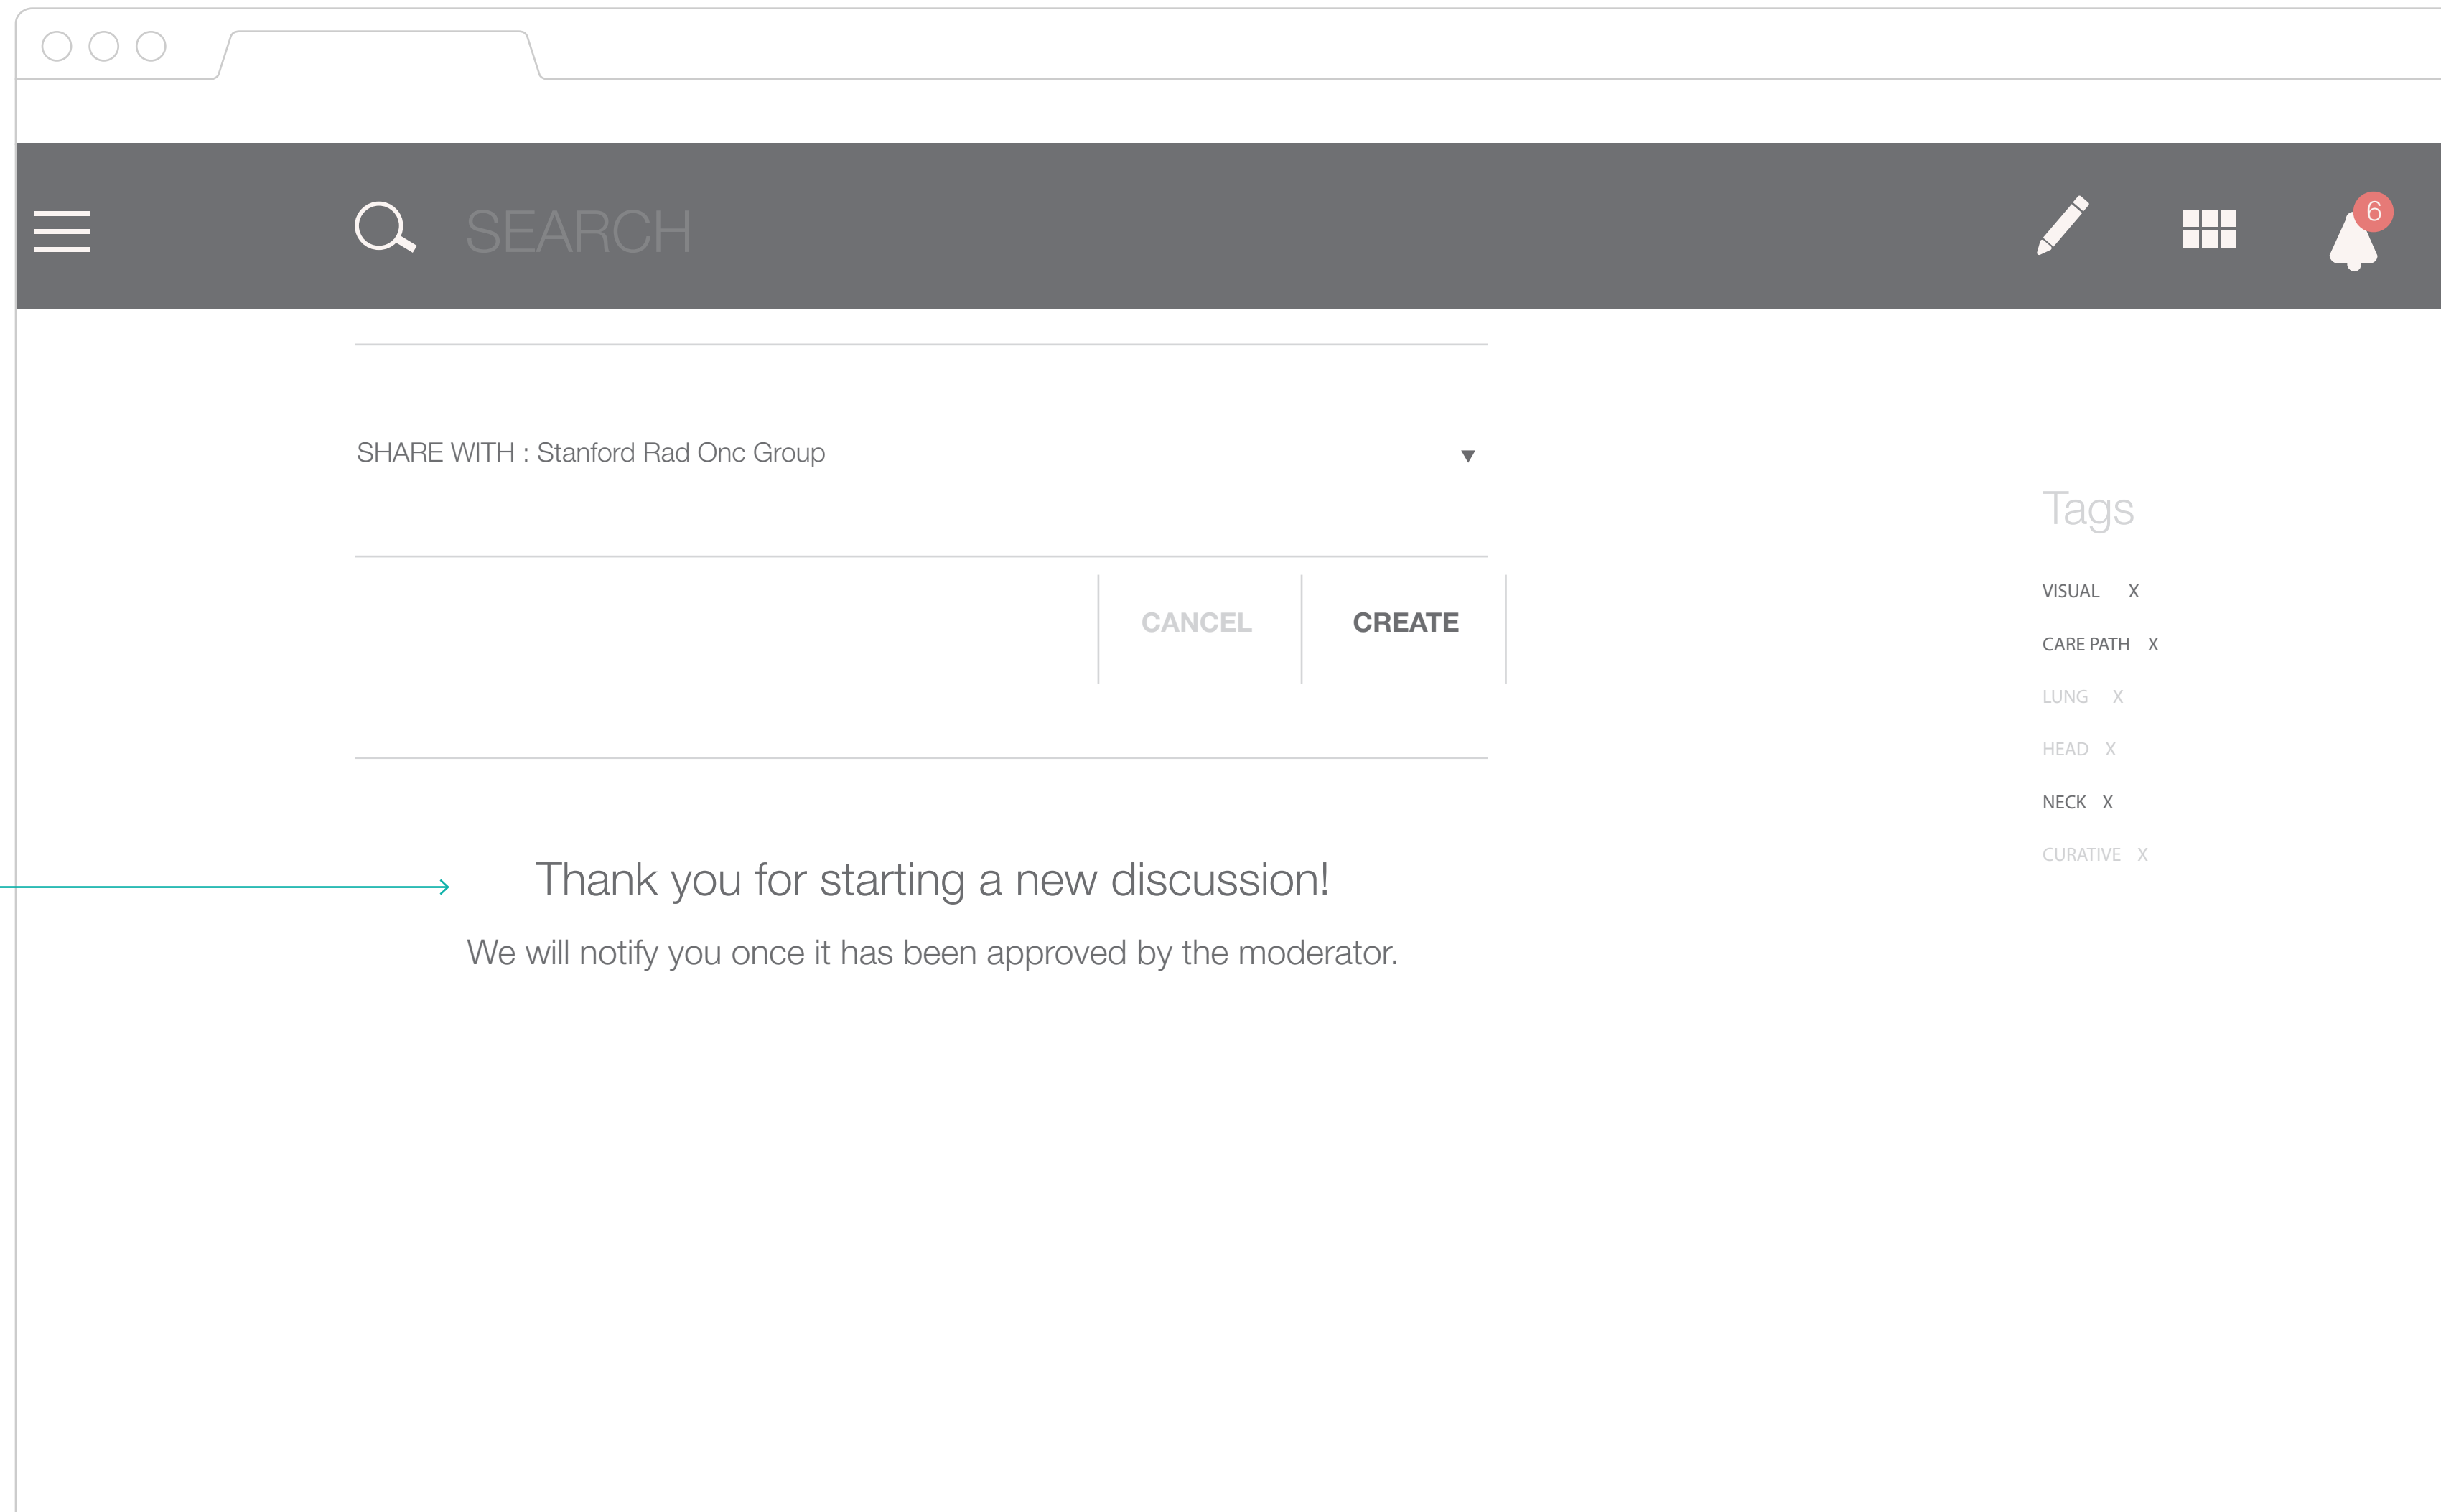 SEARCH
6
SHARE WITH : Stanford Rad Onc Group
CANCEL
CREATE
Thank you for starting a new discussion!
We will notify you once it has been approved by the moderator.
Tags
VISUAL X
CARE PATH X
LUNG X
HEAD X
NECK X
CURATIVE X